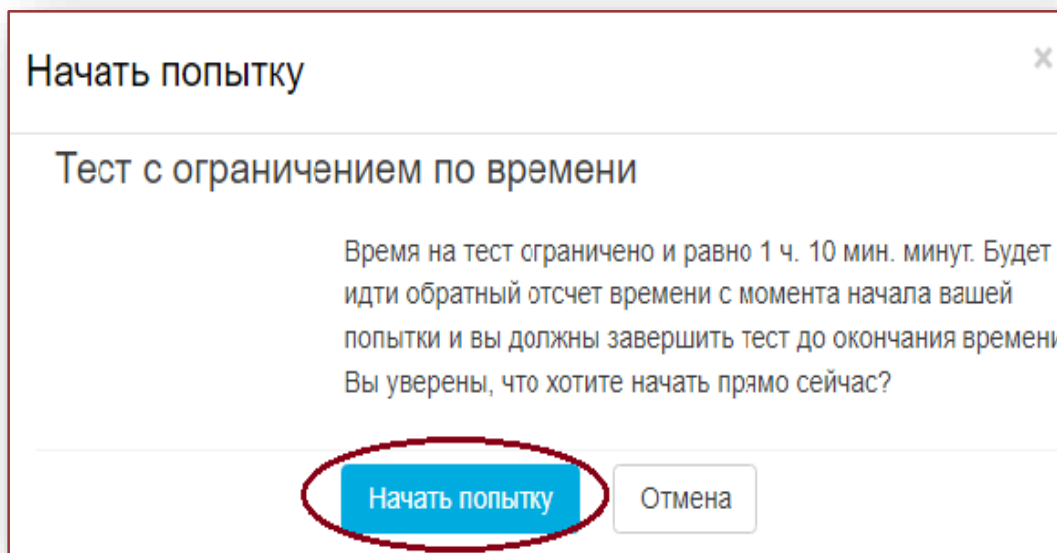 Начать попытку
×
Тест с ограничением по времени
Время на тест ограничено и равно 1 ч. 10 мин. минут. Будет
идти обратный отсчет времени с момента начала вашей
попытки и вы должны завершить тест до окончания времени
Вы уверены, что хотите начать прямо сейчас?
Начать попытку Отмена